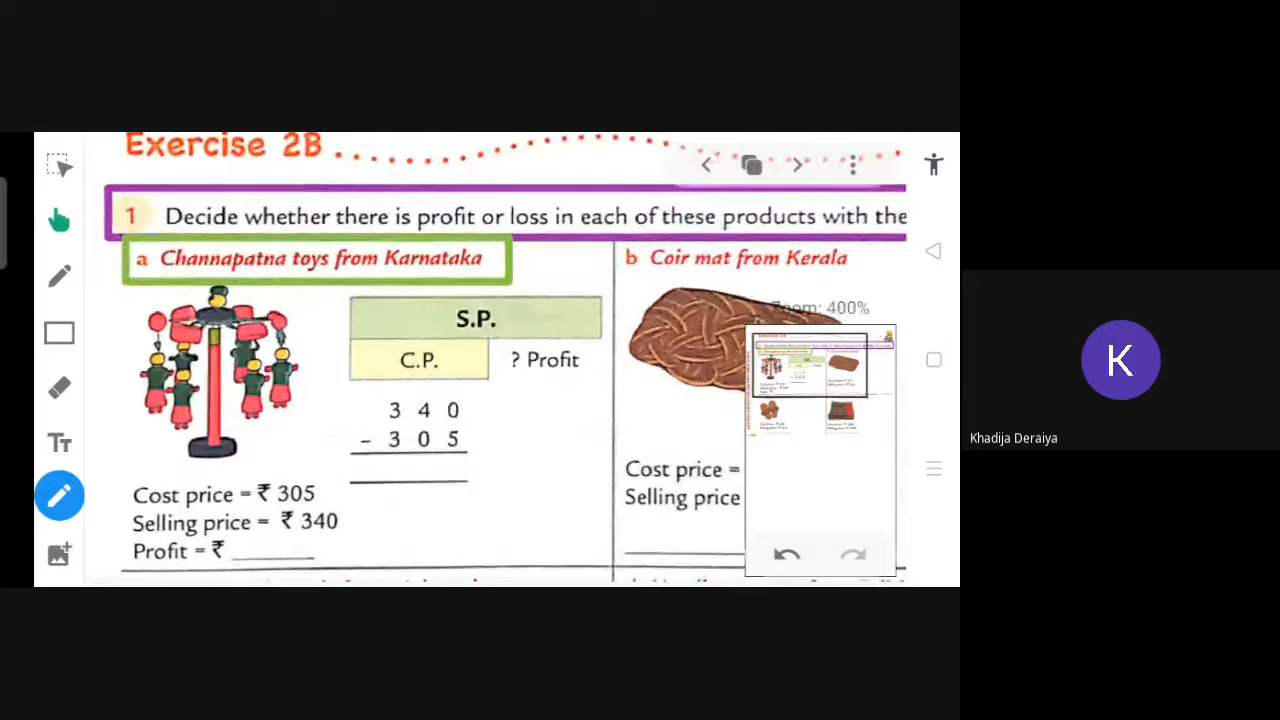 Exercise 2B
1 Decide whether there is profit or loss in each of these products with the
a Channapatna toys from Karnataka
S.P.
C.P.
? Profit
3 4 0
- 3 0 5
Cost price = ₹ 305
Selling price = ₹ 340
Profit = ₹ ________
b Coir mat from Kerala
Cost price =
Selling price
Zoom: 400%
Tт
K
Khadija Deraiya